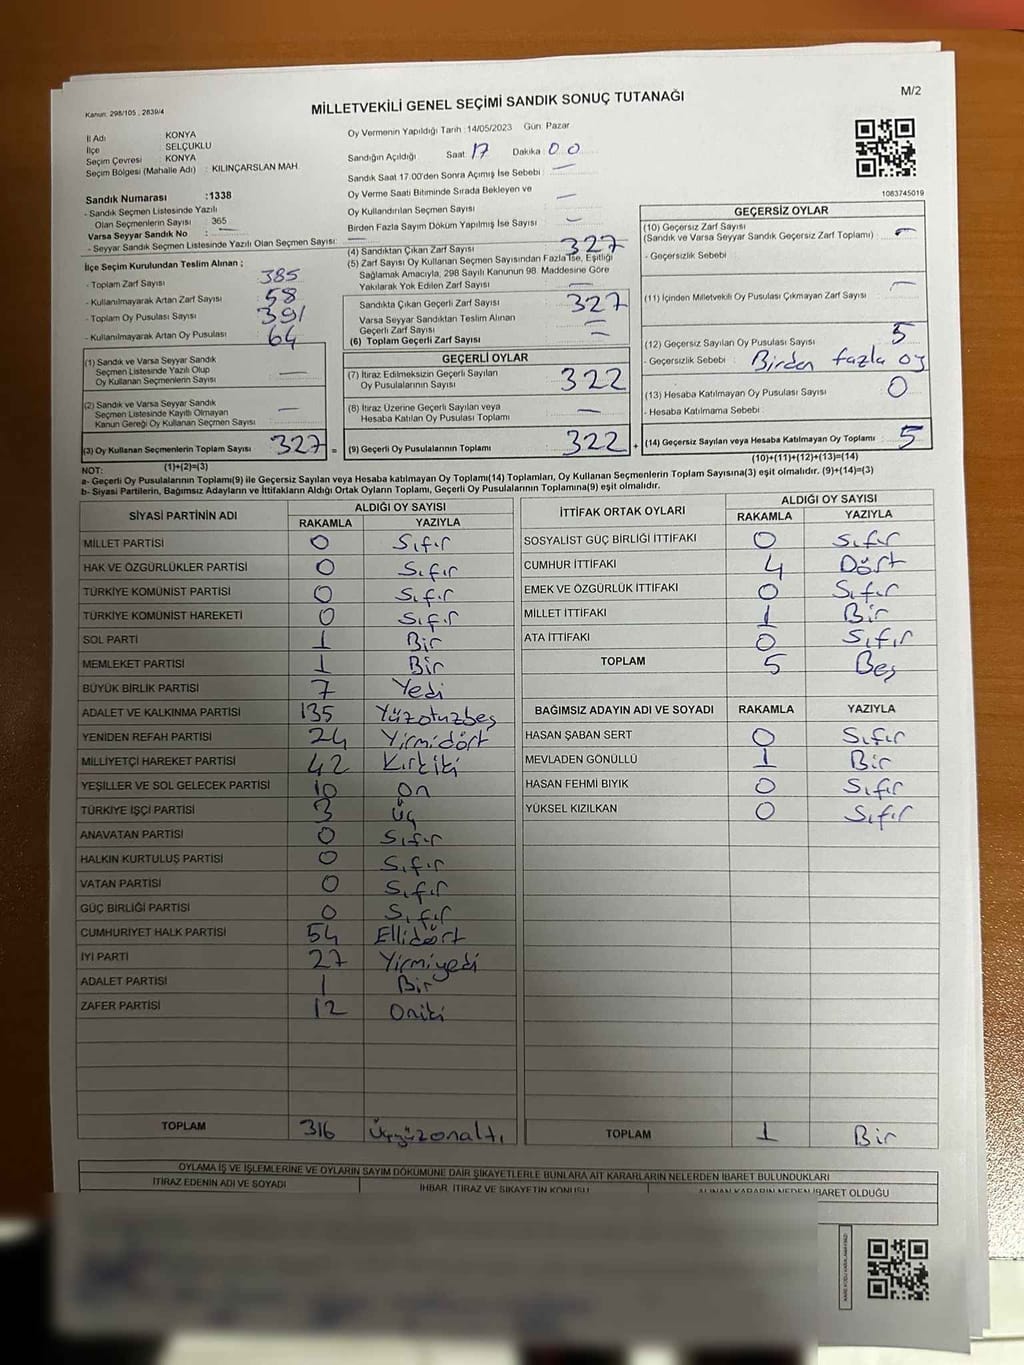 Kanun: 298/105 , 2839/4
MİLLETVEKİLİ GENEL SEÇİMİ SANDIK SONUÇ TUTANAĞI
M/2
İl Adı : KONYA
İlçe : SELÇUKLU
Seçim Çevresi : KONYA
Seçim Bölgesi (Mahalle Adı) : KILINÇARSLAN MAH.
Sandık Numarası :1338
- Sandık Seçmen Listesinde Yazılı
Olan Seçmenlerin Sayısı : 365
Varsa Seyyar Sandık No : —
- Seyyar Sandık Seçmen Listesinde Yazılı Olan Seçmen Sayısı: —
Oy Vermenin Yapıldığı Tarih :14/05/2023 Gün: Pazar
Sandığın Açıldığı Saat 17 Dakika 00
Sandık Saat 17.00'den Sonra Açımış İse Sebebi : —
Oy Verme Saati Bitiminde Sırada Bekleyen ve
Oy Kullandırılan Seçmen Sayısı —
Birden Fazla Sayım Döküm Yapılmış İse Sayısı : —
1083745019
İlçe Seçim Kurulundan Teslim Alınan ;
- Toplam Zarf Sayısı : 385
- Kullanılmayarak Artan Zarf Sayısı : 58
- Toplam Oy Pusulası Sayısı : 391
- Kullanılmayarak Artan Oy Pusulası : 64
(1) Sandık ve Varsa Seyyar Sandık
Seçmen Listesinde Yazılı Olup
Oy Kullanan Seçmenlerin Sayısı : —
(2) Sandık ve Varsa Seyyar Sandık
Seçmen Listesinde Kayıtlı Olmayan
Kanun Gereği Oy Kullanan Seçmen Sayısı : —
(3) Oy Kullanan Seçmenlerin Toplam Sayısı : 327 =
(1)+(2)=(3)
(4) Sandıktan Çıkan Zarf Sayısı : 327
(5) Zarf Sayısı Oy Kullanan Seçmen Sayısından Fazla İse, Eşitliği
Sağlamak Amacıyla, 298 Sayılı Kanunun 98. Maddesine Göre
Yakılarak Yok Edilen Zarf Sayısı : —
Sandıkta Çıkan Geçerli Zarf Sayısı : 327
Varsa Seyyar Sandıktan Teslim Alınan
Geçerli Zarf Sayısı : —
(6) Toplam Geçerli Zarf Sayısı : —
GEÇERLİ OYLAR
(7) İtiraz Edilmeksizin Geçerli Sayılan
Oy Pusulalarının Sayısı : 322
(8) İtiraz Üzerine Geçerli Sayılan veya
Hesaba Katılan Oy Pusulası Toplamı : —
(9) Geçerli Oy Pusulalarının Toplamı : 322 +
GEÇERSİZ OYLAR
(10) Geçersiz Zarf Sayısı
(Sandık ve Varsa Seyyar Sandık Geçersiz Zarf Toplamı) : —
- Geçersizlik Sebebi :
(11) İçinden Milletvekili Oy Pusulası Çıkmayan Zarf Sayısı : —
(12) Geçersiz Sayılan Oy Pusulası Sayısı : 5
- Geçersizlik Sebebi : Birden fazla oy
(13) Hesaba Katılmayan Oy Pusulası Sayısı : 0
- Hesaba Katılmama Sebebi :
(14) Geçersiz Sayılan veya Hesaba Katılmayan Oy Toplamı : 5
(10)+(11)+(12)+(13)=(14)
NOT:
a- Geçerli Oy Pusulalarının Toplamı(9) ile Geçersiz Sayılan veya Hesaba katılmayan Oy Toplamı(14) Toplamları, Oy Kullanan Seçmenlerin Toplam Sayısına(3) eşit olmalıdır. (9)+(14)=(3)
b- Siyasi Partilerin, Bağımsız Adayların ve İttifakların Aldığı Ortak Oyların Toplamı, Geçerli Oy Pusulalarının Toplamına(9) eşit olmalıdır.
SİYASİ PARTİNİN ADI ALDIĞI OY SAYISI
RAKAMLA YAZIYLA
MİLLET PARTİSİ 0 Sıfır
HAK VE ÖZGÜRLÜKLER PARTİSİ 0 Sıfır
TÜRKİYE KOMÜNİST PARTİSİ 0 Sıfır
TÜRKİYE KOMÜNİST HAREKETİ 0 Sıfır
SOL PARTİ 1 Bir
MEMLEKET PARTİSİ 1 Bir
BÜYÜK BİRLİK PARTİSİ 7 Yedi
ADALET VE KALKINMA PARTİSİ 135 Yüzotuzbeş
YENİDEN REFAH PARTİSİ 24 Yirmidört
MİLLİYETÇİ HAREKET PARTİSİ 42 Kırkiki
YEŞİLLER VE SOL GELECEK PARTİSİ 10 On
TÜRKİYE İŞÇİ PARTİSİ 3 Üç
ANAVATAN PARTİSİ 0 Sıfır
HALKIN KURTULUŞ PARTİSİ 0 Sıfır
VATAN PARTİSİ 0 Sıfır
GÜÇ BİRLİĞİ PARTİSİ 0 Sıfır
CUMHURİYET HALK PARTİSİ 54 Ellidört
İYİ PARTİ 27 Yirmiyedi
ADALET PARTİSİ 1 Bir
ZAFER PARTİSİ 12 Oniki
TOPLAM 316 Üçyüzonaltı
İTTİFAK ORTAK OYLARI ALDIĞI OY SAYISI
RAKAMLA YAZIYLA
SOSYALİST GÜÇ BİRLİĞİ İTTİFAKI 0 Sıfır
CUMHUR İTTİFAKI 4 Dört
EMEK VE ÖZGÜRLÜK İTTİFAKI 0 Sıfır
MİLLET İTTİFAKI 1 Bir
ATA İTTİFAKI 0 Sıfır
TOPLAM 5 Beş
BAĞIMSIZ ADAYIN ADI VE SOYADI RAKAMLA YAZIYLA
HASAN ŞABAN SERT 0 Sıfır
MEVLADEN GÖNÜLLÜ 1 Bir
HASAN FEHMİ BIYIK 0 Sıfır
YÜKSEL KIZILKAN 0 Sıfır
TOPLAM 1 Bir
OYLAMA İŞ VE İŞLEMLERİNE VE OYLARIN SAYIM DÖKÜMÜNE DAİR ŞİKAYETLERLE BUNLARA AİT KARARLARIN NELERDEN İBARET BULUNDUKLARI
İTİRAZ EDENİN ADI VE SOYADI İHBAR, İTİRAZ VE ŞİKAYETİN KONUSU ALINAN KARARIN NEDEN İBARET OLDUĞU